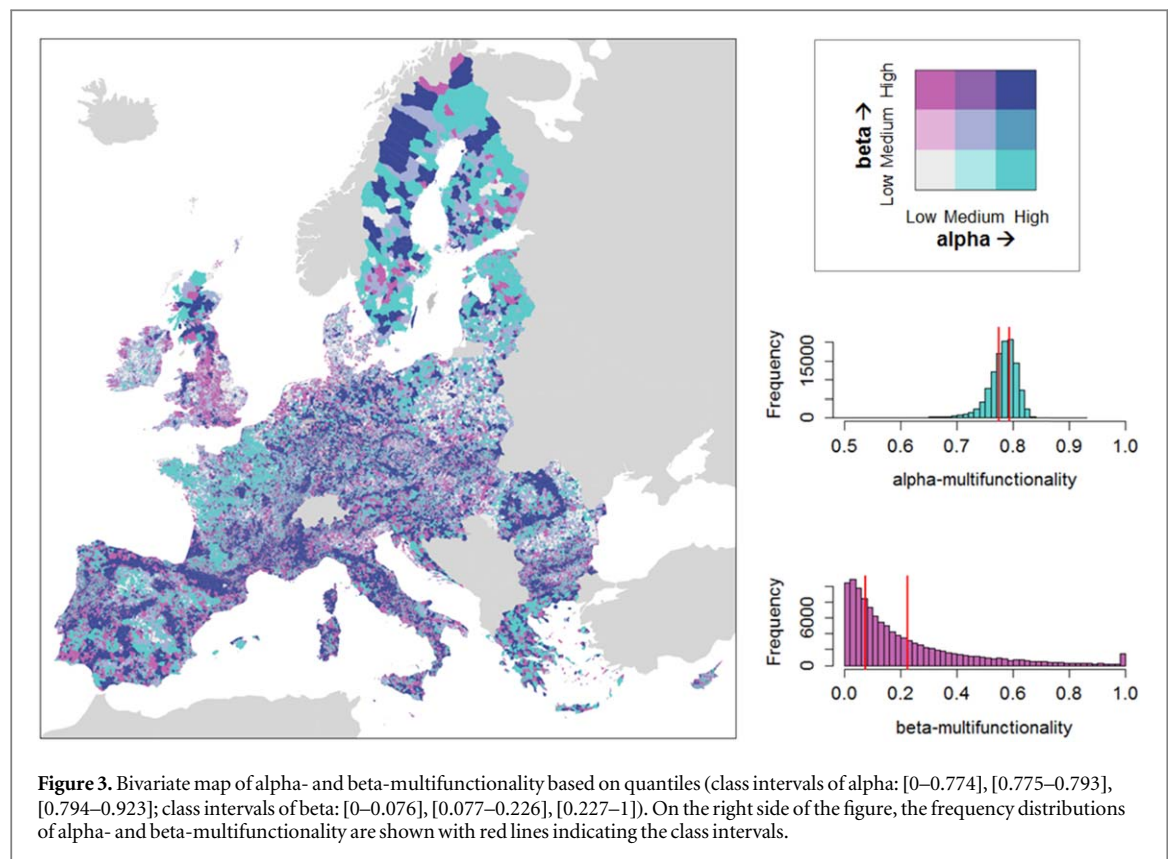 beta →
Low Medium High
Low Medium High
alpha →
Frequency
0 15000
0.5 0.6 0.7 0.8 0.9 1.0
alpha-multifunctionality
Frequency
0 6000
0.0 0.2 0.4 0.6 0.8 1.0
beta-multifunctionality
Figure 3. Bivariate map of alpha- and beta-multifunctionality based on quantiles (class intervals of alpha: [0–0.774], [0.775–0.793],
[0.794–0.923]; class intervals of beta: [0–0.076], [0.077–0.226], [0.227–1]). On the right side of the figure, the frequency distributions
of alpha- and beta-multifunctionality are shown with red lines indicating the class intervals.